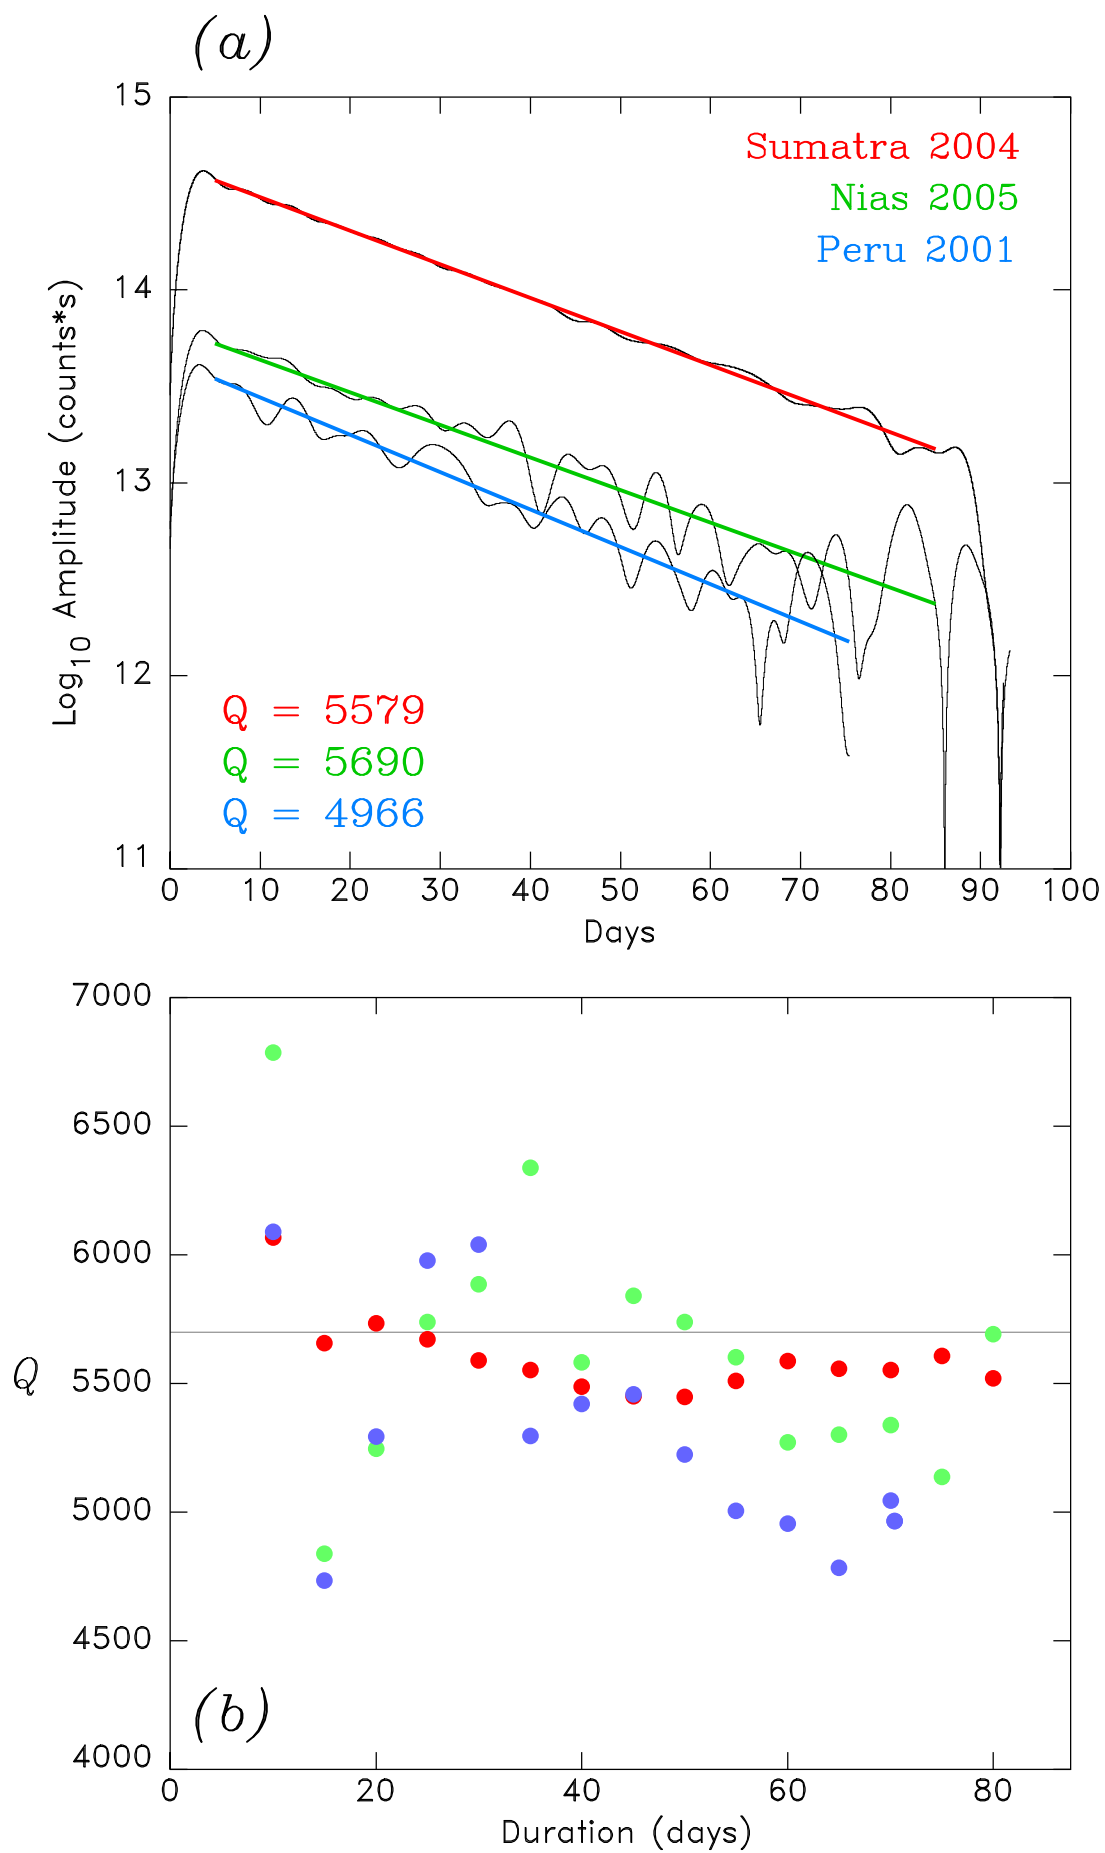 (a)
15
14
13
12
11
Log10 Amplitude (counts*s)
Sumatra 2004
Nias 2005
Peru 2001
Q = 5579
Q = 5690
Q = 4966
0 10 20 30 40 50 60 70 80 90 100
Days
7000
6500
6000
5500
5000
4500
4000
Q
(b)
0 20 40 60 80
Duration (days)